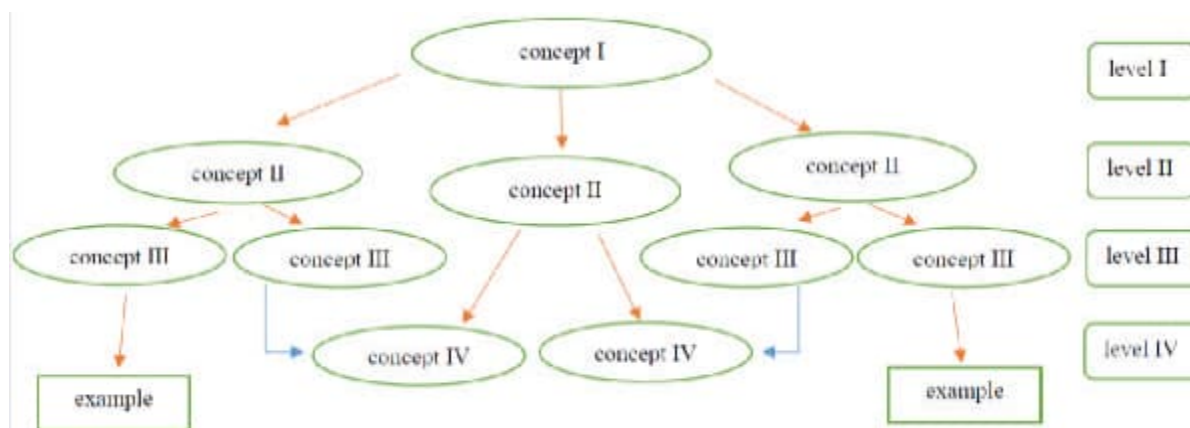 concept I
level I
concept II
concept II
concept II
level II
concept III
concept III
concept III
concept III
level III
concept IV
concept IV
level IV
example
example